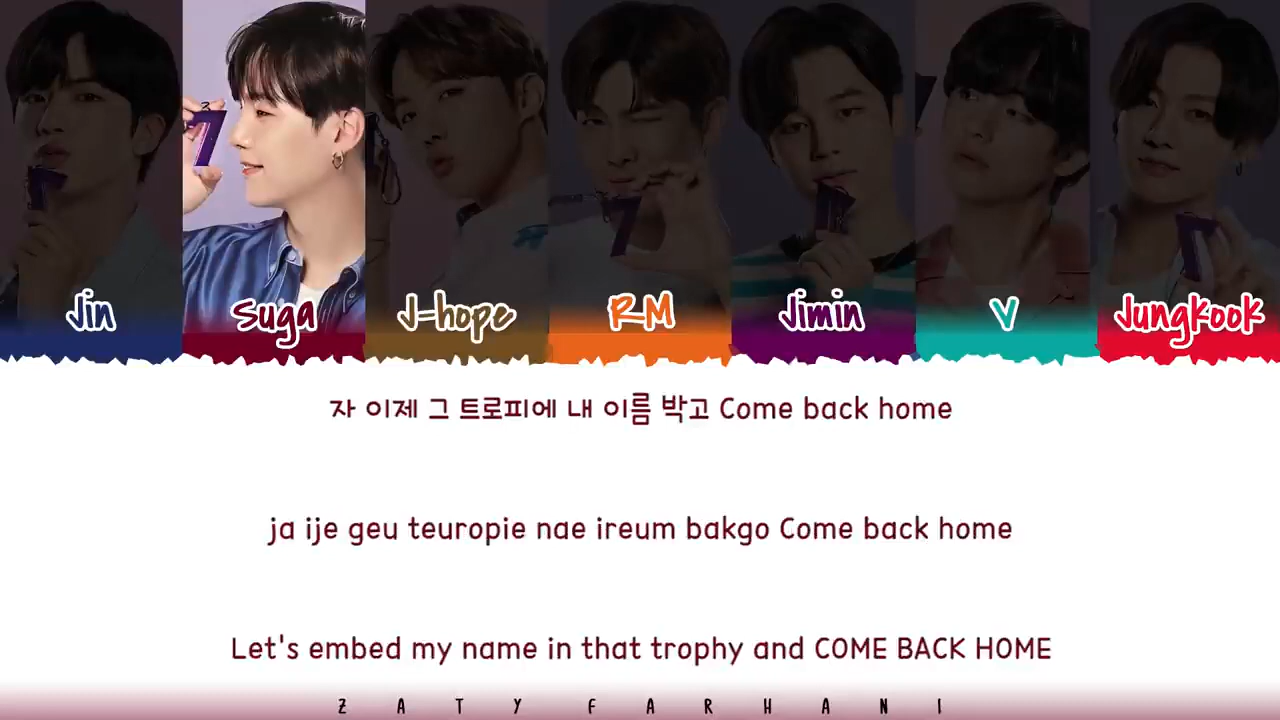 Jin Suga J-hope RM Jimin V Jungkook
자 이제 그 트로피에 내 이름 박고 Come back home
ja ije geu teuropie nae ireum bakgo Come back home
Let's embed my name in that trophy and COME BACK HOME
ZATY FARHANI